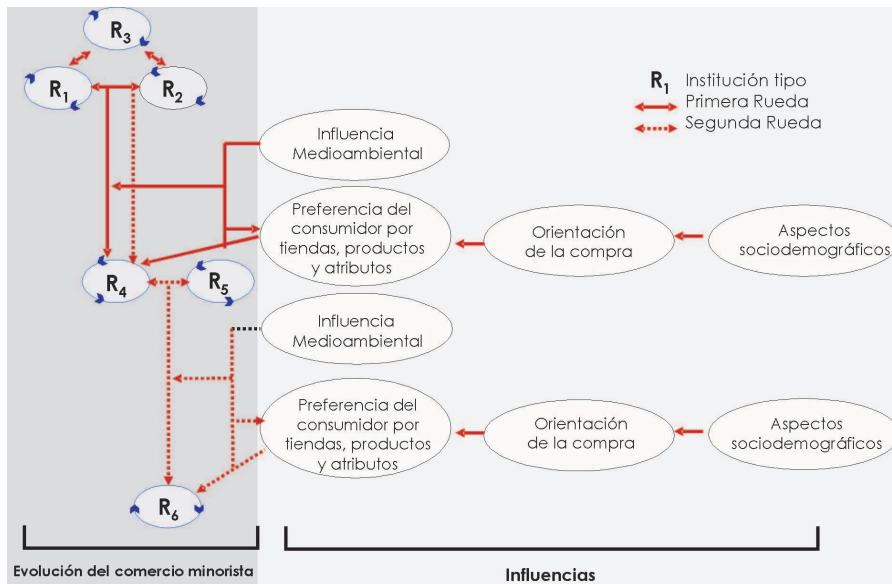 R3
R1
R2
R1 Institución tipo
Primera Rueda
Segunda Rueda
Influencia
Medioambiental
Preferencia del
consumidor por
tiendas, productos
y atributos
Orientación
de la compra
Aspectos
sociodemográficos
R4
R5
Influencia
Medioambiental
Preferencia del
consumidor por
tiendas, productos
y atributos
Orientación
de la compra
Aspectos
sociodemográficos
R6
Evolución del comercio minorista
Influencias